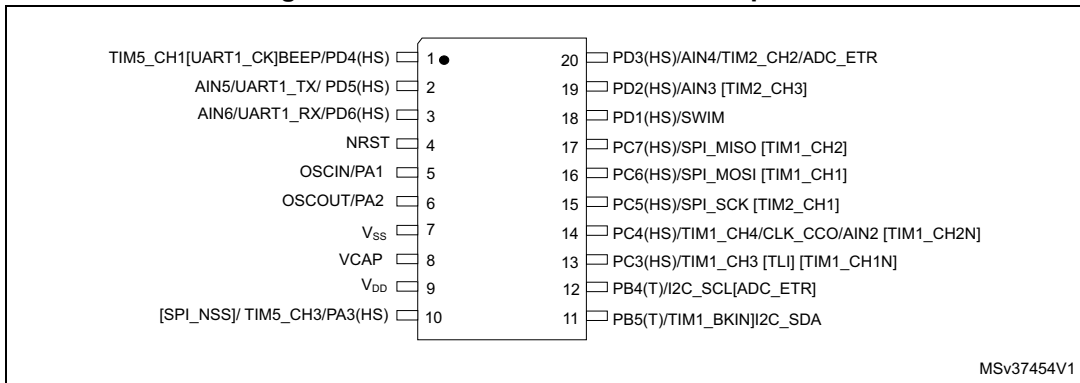 TIM5_CH1[UART1_CK]BEEP/PD4(HS) 1 20 PD3(HS)/AIN4/TIM2_CH2/ADC_ETR
AIN5/UART1_TX/ PD5(HS) 2 19 PD2(HS)/AIN3 [TIM2_CH3]
AIN6/UART1_RX/PD6(HS) 3 18 PD1(HS)/SWIM
NRST 4 17 PC7(HS)/SPI_MISO [TIM1_CH2]
OSCIN/PA1 5 16 PC6(HS)/SPI_MOSI [TIM1_CH1]
OSCOUT/PA2 6 15 PC5(HS)/SPI_SCK [TIM2_CH1]
VSS 7 14 PC4(HS)/TIM1_CH4/CLK_CCO/AIN2 [TIM1_CH2N]
VCAP 8 13 PC3(HS)/TIM1_CH3 [TLI] [TIM1_CH1N]
VDD 9 12 PB4(T)/I2C_SCL[ADC_ETR]
[SPI_NSS]/ TIM5_CH3/PA3(HS) 10 11 PB5(T)/TIM1_BKIN]I2C_SDA
MSv37454V1